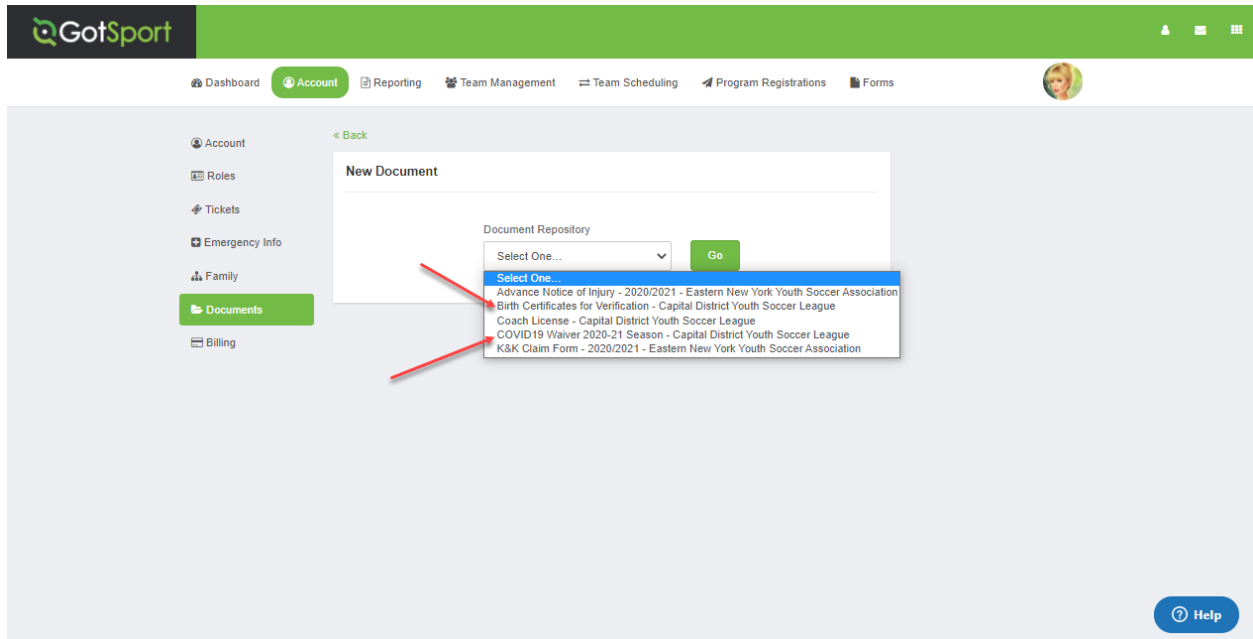 GotSport
Dashboard Account Reporting Team Management Team Scheduling Program Registrations Forms
Account
Roles
Tickets
Emergency Info
Family
Documents
Billing
« Back
New Document
Document Repository
Select One...
Go
Select One...
Advance Notice of Injury - 2020/2021 - Eastern New York Youth Soccer Association
Birth Certificates for Verification - Capital District Youth Soccer League
Coach License - Capital District Youth Soccer League
COVID19 Waiver 2020-21 Season - Capital District Youth Soccer League
K&K Claim Form - 2020/2021 - Eastern New York Youth Soccer Association
Help